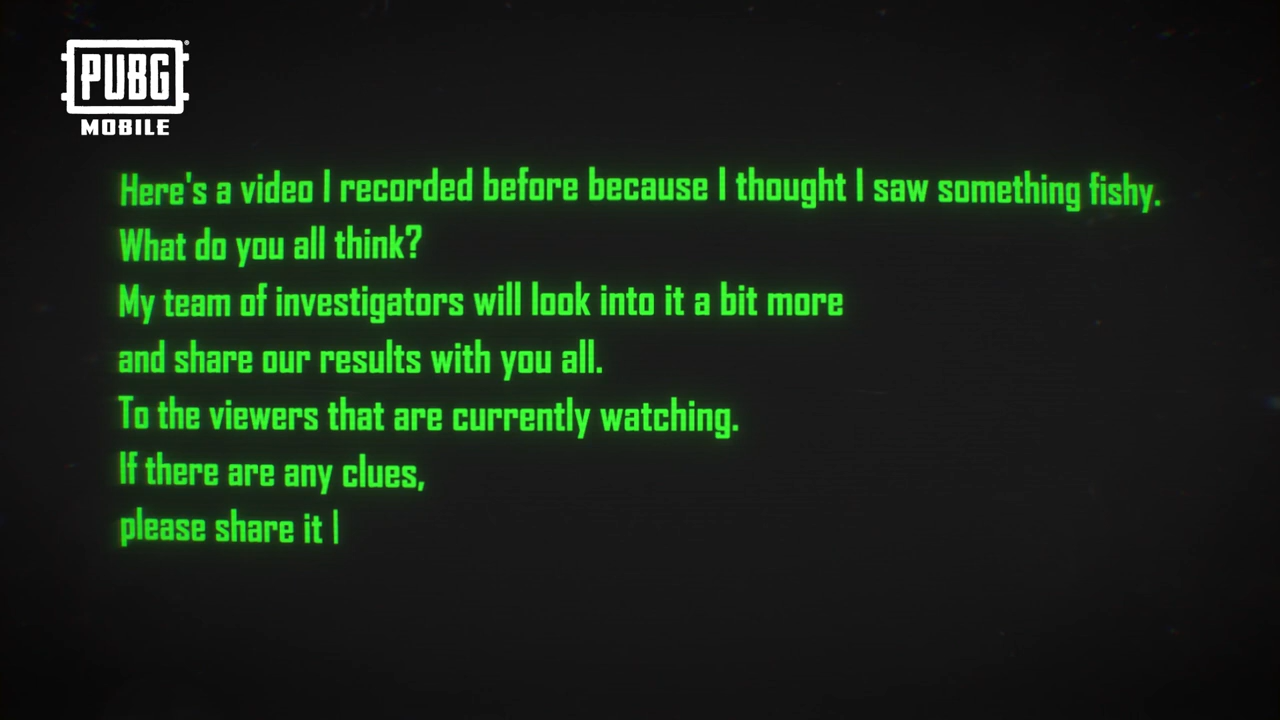 PUBG
MOBILE
Here's a video I recorded before because I thought I saw something fishy.
What do you all think?
My team of investigators will look into it a bit more
and share our results with you all.
To the viewers that are currently watching.
If there are any clues,
please share it |